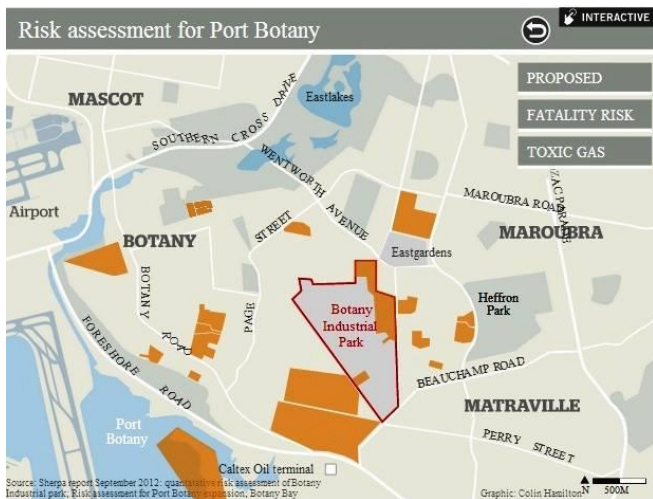 Risk assessment for Port Botany
INTERACTIVE
PROPOSED
FATALITY RISK
TOXIC GAS
MASCOT
Eastlakes
SOUTHERN CROSS DRIVE
WENTWORTH AVENUE
MAROUBRA ROAD
ZAC PARADE
Airport
BOTANY
STREET
MAROUBRA
Eastgardens
BOTANY ROAD
PAGE
Botany
Industrial
Park
Heffron
Park
FORESHORE ROAD
BEAUCHAMP ROAD
MATRAVILLE
Port
Botany
PERRY STREET
Caltex Oil terminal
Source: Sherpa report September 2012: quantatative risk assessment of Botany
Industrial park; Risk assessment for Port Botany expansion, Botany Bay
Graphic: Colin Hamilton
N
500M